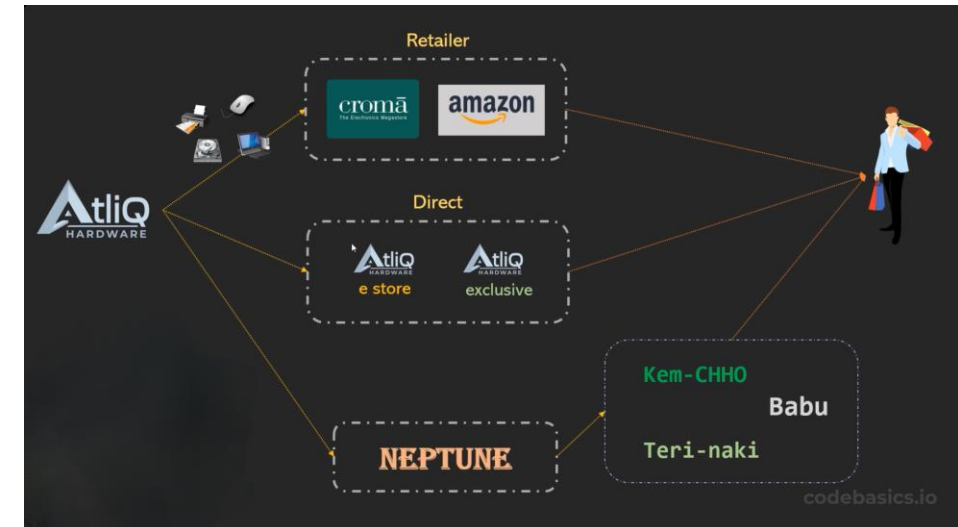 Retailer
cromā
The Electronics Megastore
amazon
AtliQ
HARDWARE
Direct
AtliQ
HARDWARE
e store
AtliQ
HARDWARE
exclusive
NEPTUNE
Kem-CHHO
Babu
Teri-naki
codebasics.io